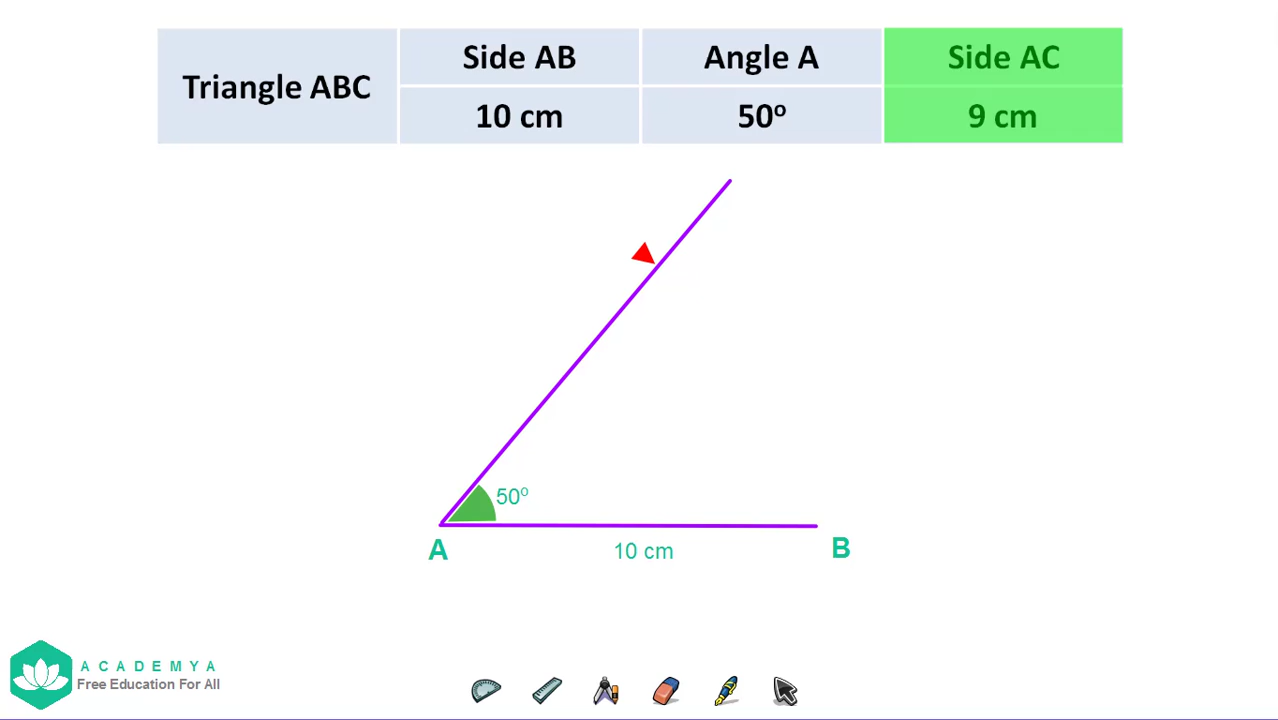 Triangle ABC
Side AB
Angle A
Side AC
10 cm
50º
9 cm
50º
A
10 cm
B
ACADEMYA
Free Education For All